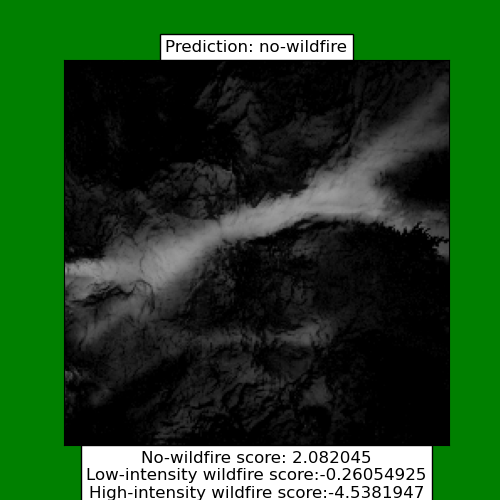 Prediction: no-wildfire
No-wildfire score: 2.082045
Low-intensity wildfire score:-0.26054925
High-intensity wildfire score:-4.5381947